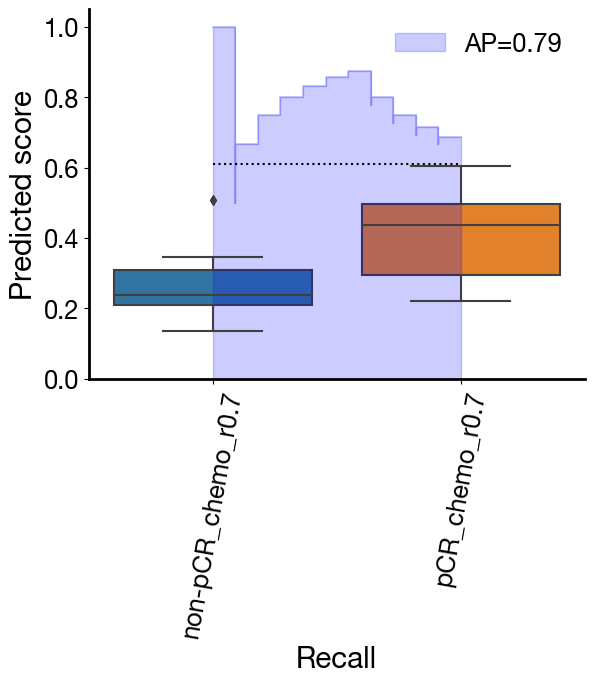 AP=0.79
Predicted score
1.0
0.8
0.6
0.4
0.2
0.0
non-pCR_chemo_r0.7
pCR_chemo_r0.7
Recall